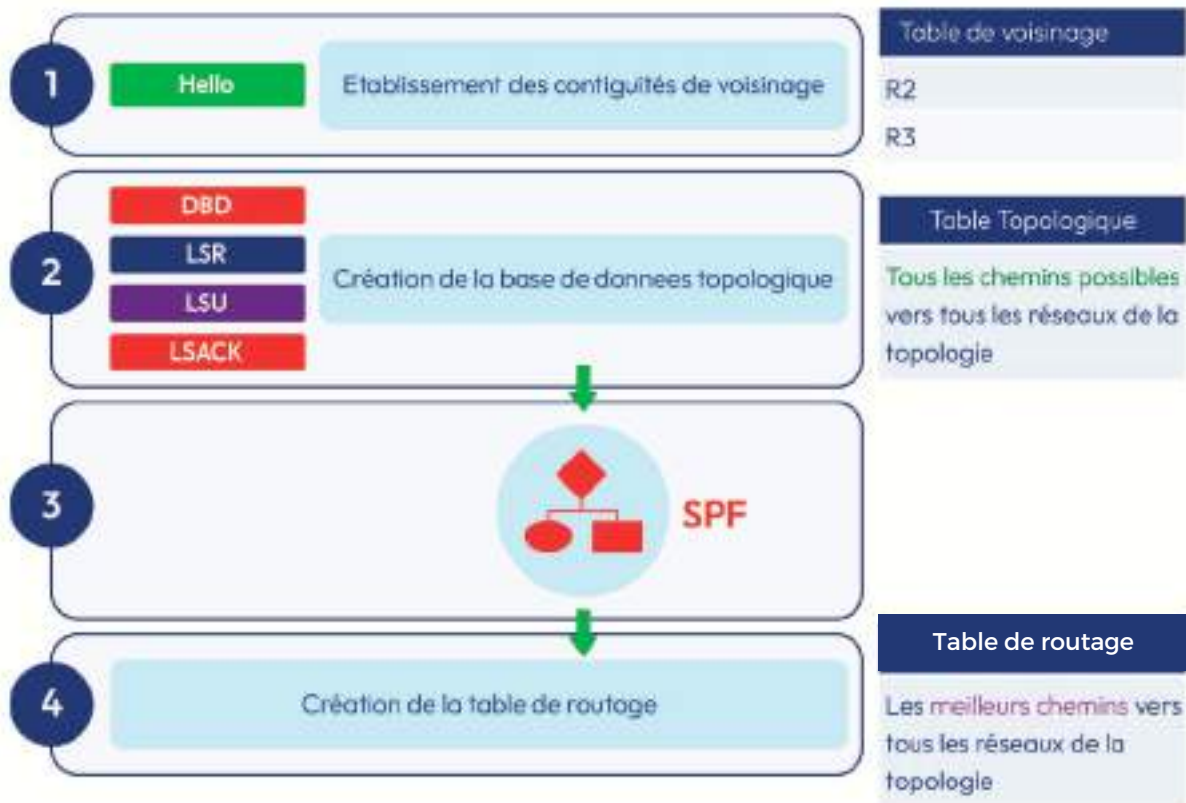 1
Hello
Etablissement des contiguïtés de voisinage
Table de voisinage
R2
R3
2
DBD
LSR
LSU
LSACK
Création de la base de donnees topologique
Table Topologique
Tous les chemins possibles
vers tous les réseaux de la
topologie
3
SPF
4
Création de la table de routage
Table de routage
Les meilleurs chemins vers
tous les réseaux de la
topologie